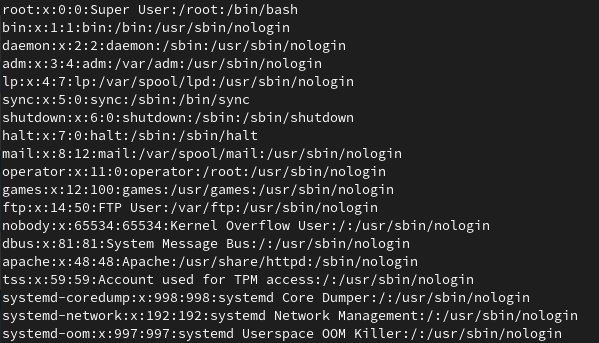 root:x:0:0:Super User:/root:/bin/bash
bin:x:1:1:bin:/bin:/usr/sbin/nologin
daemon:x:2:2:daemon:/sbin:/usr/sbin/nologin
adm:x:3:4:adm:/var/adm:/usr/sbin/nologin
lp:x:4:7:lp:/var/spool/lpd:/usr/sbin/nologin
sync:x:5:0:sync:/sbin:/bin/sync
shutdown:x:6:0:shutdown:/sbin:/sbin/shutdown
halt:x:7:0:halt:/sbin:/sbin/halt
mail:x:8:12:mail:/var/spool/mail:/usr/sbin/nologin
operator:x:11:0:operator:/root:/usr/sbin/nologin
games:x:12:100:games:/usr/games:/usr/sbin/nologin
ftp:x:14:50:FTP User:/var/ftp:/usr/sbin/nologin
nobody:x:65534:65534:Kernel Overflow User:/:/usr/sbin/nologin
dbus:x:81:81:System Message Bus:/:/usr/sbin/nologin
apache:x:48:48:Apache:/usr/share/httpd:/sbin/nologin
tss:x:59:59:Account used for TPM access:/:/usr/sbin/nologin
systemd-coredump:x:998:998:systemd Core Dumper:/:/usr/sbin/nologin
systemd-network:x:192:192:systemd Network Management:/:/usr/sbin/nologin
systemd-oom:x:997:997:systemd Userspace OOM Killer:/:/usr/sbin/nologin